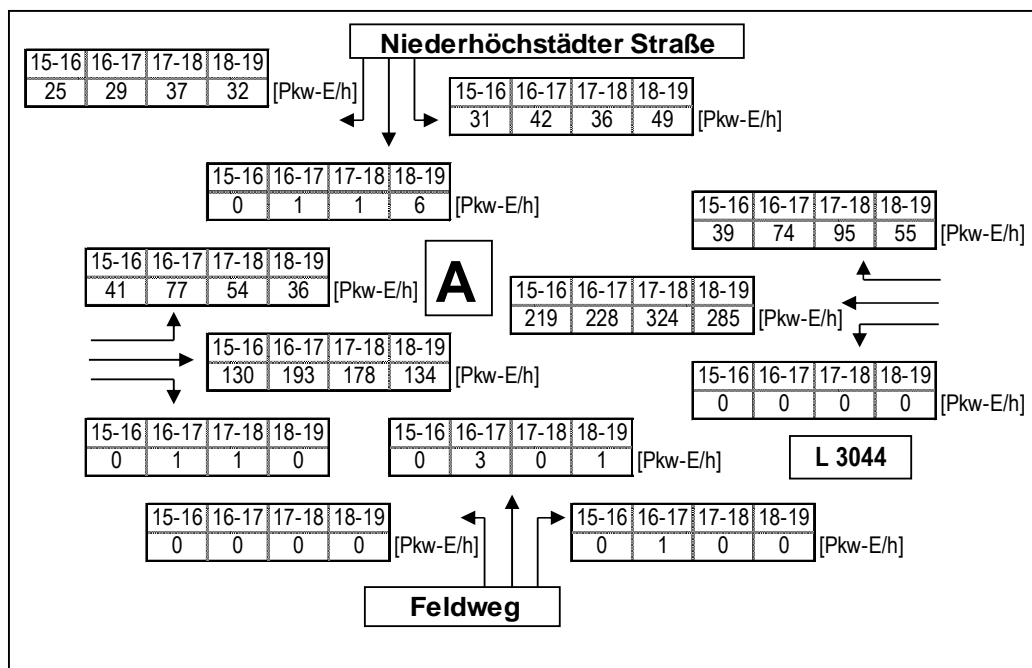 Niederhöchstädter Straße
15-16 16-17 17-18 18-19
25 29 37 32 [Pkw-E/h]
15-16 16-17 17-18 18-19
31 42 36 49 [Pkw-E/h]
15-16 16-17 17-18 18-19
0 1 1 6 [Pkw-E/h]
15-16 16-17 17-18 18-19
39 74 95 55 [Pkw-E/h]
15-16 16-17 17-18 18-19
41 77 54 36 [Pkw-E/h]
A
15-16 16-17 17-18 18-19
219 228 324 285 [Pkw-E/h]
15-16 16-17 17-18 18-19
130 193 178 134 [Pkw-E/h]
15-16 16-17 17-18 18-19
0 0 0 0 [Pkw-E/h]
15-16 16-17 17-18 18-19
0 1 1 0
15-16 16-17 17-18 18-19
0 3 0 1 [Pkw-E/h]
L 3044
15-16 16-17 17-18 18-19
0 0 0 0 [Pkw-E/h]
15-16 16-17 17-18 18-19
0 1 0 0 [Pkw-E/h]
Feldweg